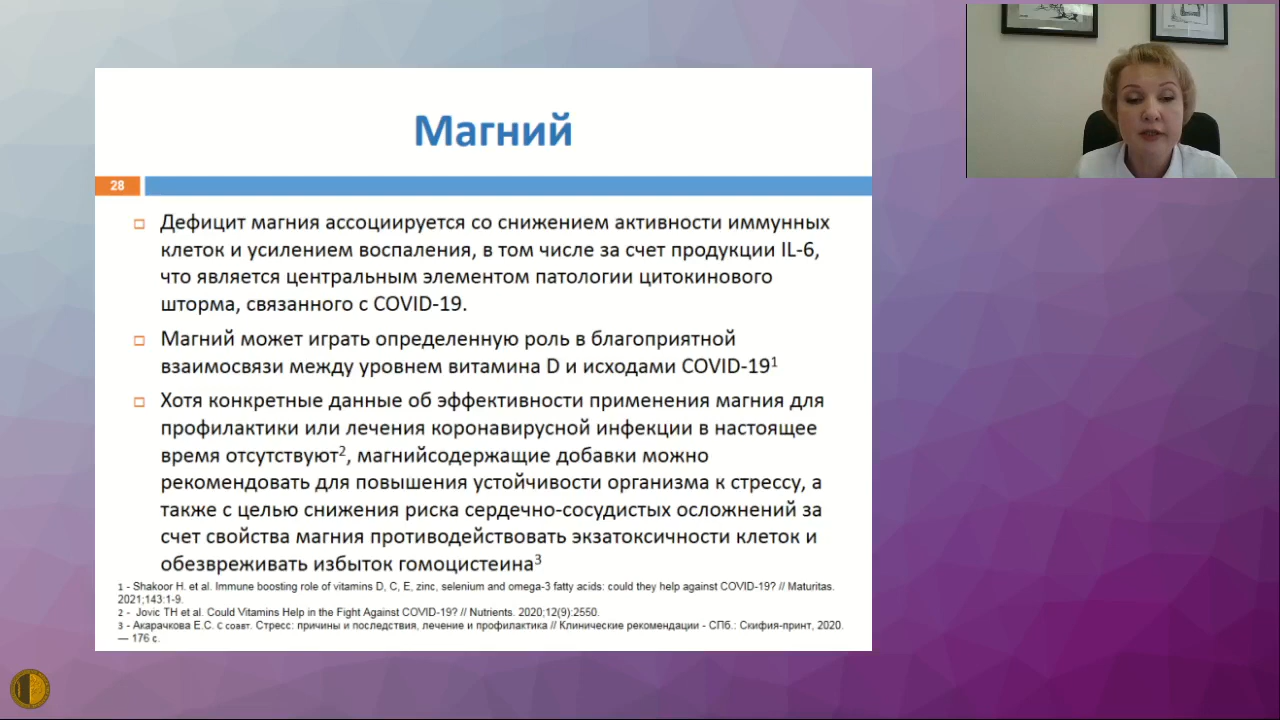 Магний
28
Дефицит магния ассоциируется со снижением активности иммунных
клеток и усилением воспаления, в том числе за счет продукции IL-6,
что является центральным элементом патологии цитокинового
шторма, связанного с COVID-19.
Магний может играть определенную роль в благоприятной
взаимосвязи между уровнем витамина D и исходами COVID-19¹
Хотя конкретные данные об эффективности применения магния для
профилактики или лечения коронавирусной инфекции в настоящее
время отсутствуют², магнийсодержащие добавки можно
рекомендовать для повышения устойчивости организма к стрессу, а
также с целью снижения риска сердечно-сосудистых осложнений за
счет свойства магния противодействовать экзатоксичности клеток и
обезвреживать избыток гомоцистеина³
1 - Shakoor H. et al. Immune boosting role of vitamins D, C, E, zinc, selenium and omega-3 fatty acids: could they help against COVID-19? // Maturitas.
2021;143:1-9.
2 - Jovic TH et al. Could Vitamins Help in the Fight Against COVID-19? // Nutrients. 2020;12(9):2550.
3 - Акарачкова Е.С. С соавт. Стресс: причины и последствия, лечение и профилактика // Клинические рекомендации - СПб.: Скифия-принт, 2020.
— 176 с.